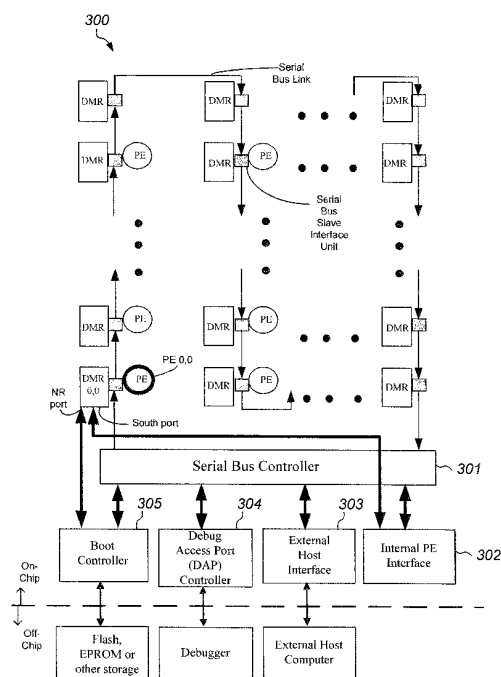 300
Serial
Bus Link
DMR
DMR
DMR
DMR
PE
DMR
PE
DMR
Serial
Bus
Slave
Interface
Unit
DMR
PE
DMR
PE
DMR
PE 0,0
DMR
0,0
PE
DMR
PE
DMR
NR
port
South port
Serial Bus Controller
301
305
304
303
Boot
Controller
Debug
Access Port
(DAP)
Controller
External
Host
Interface
Internal PE
Interface
302
On-
Chip
Off-
Chip
Flash,
EPROM or
other storage
Debugger
External Host
Computer